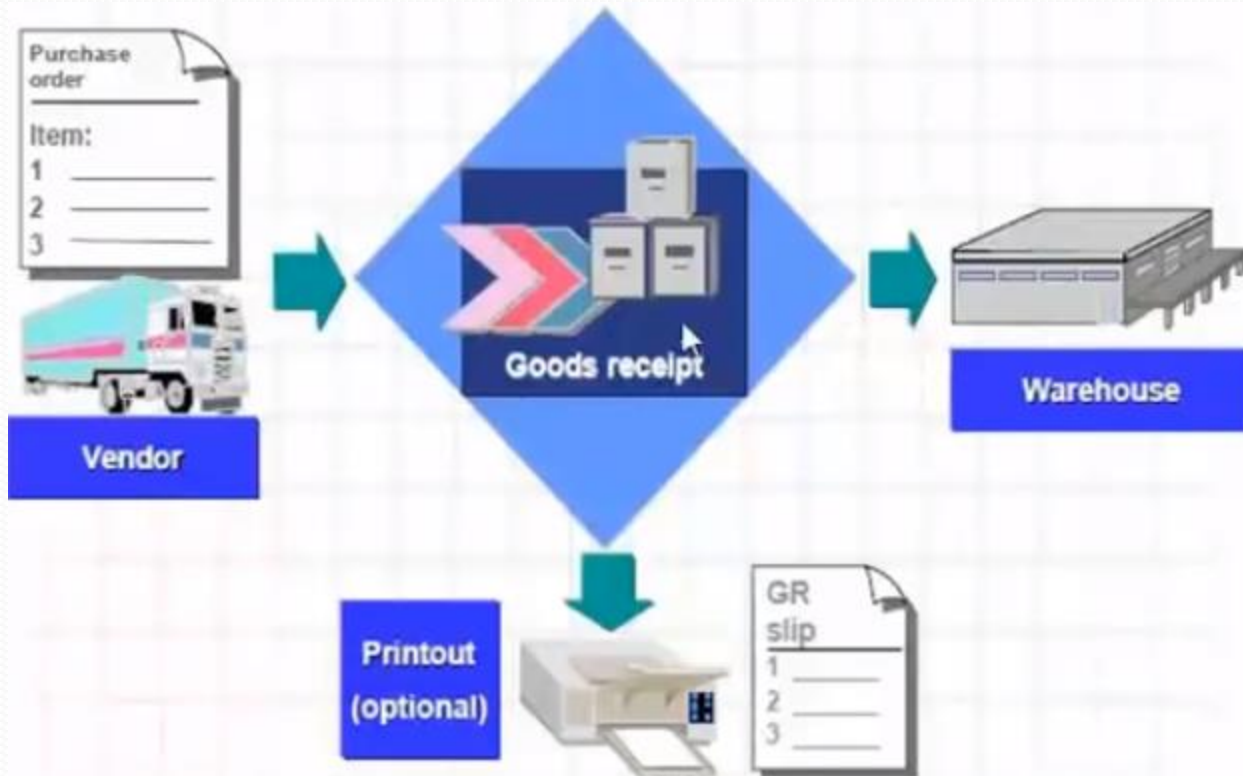 Purchase
order
Item:
1
2
3
Vendor
Goods receipt
Warehouse
Printout
(optional)
GR
slip
1
2
3